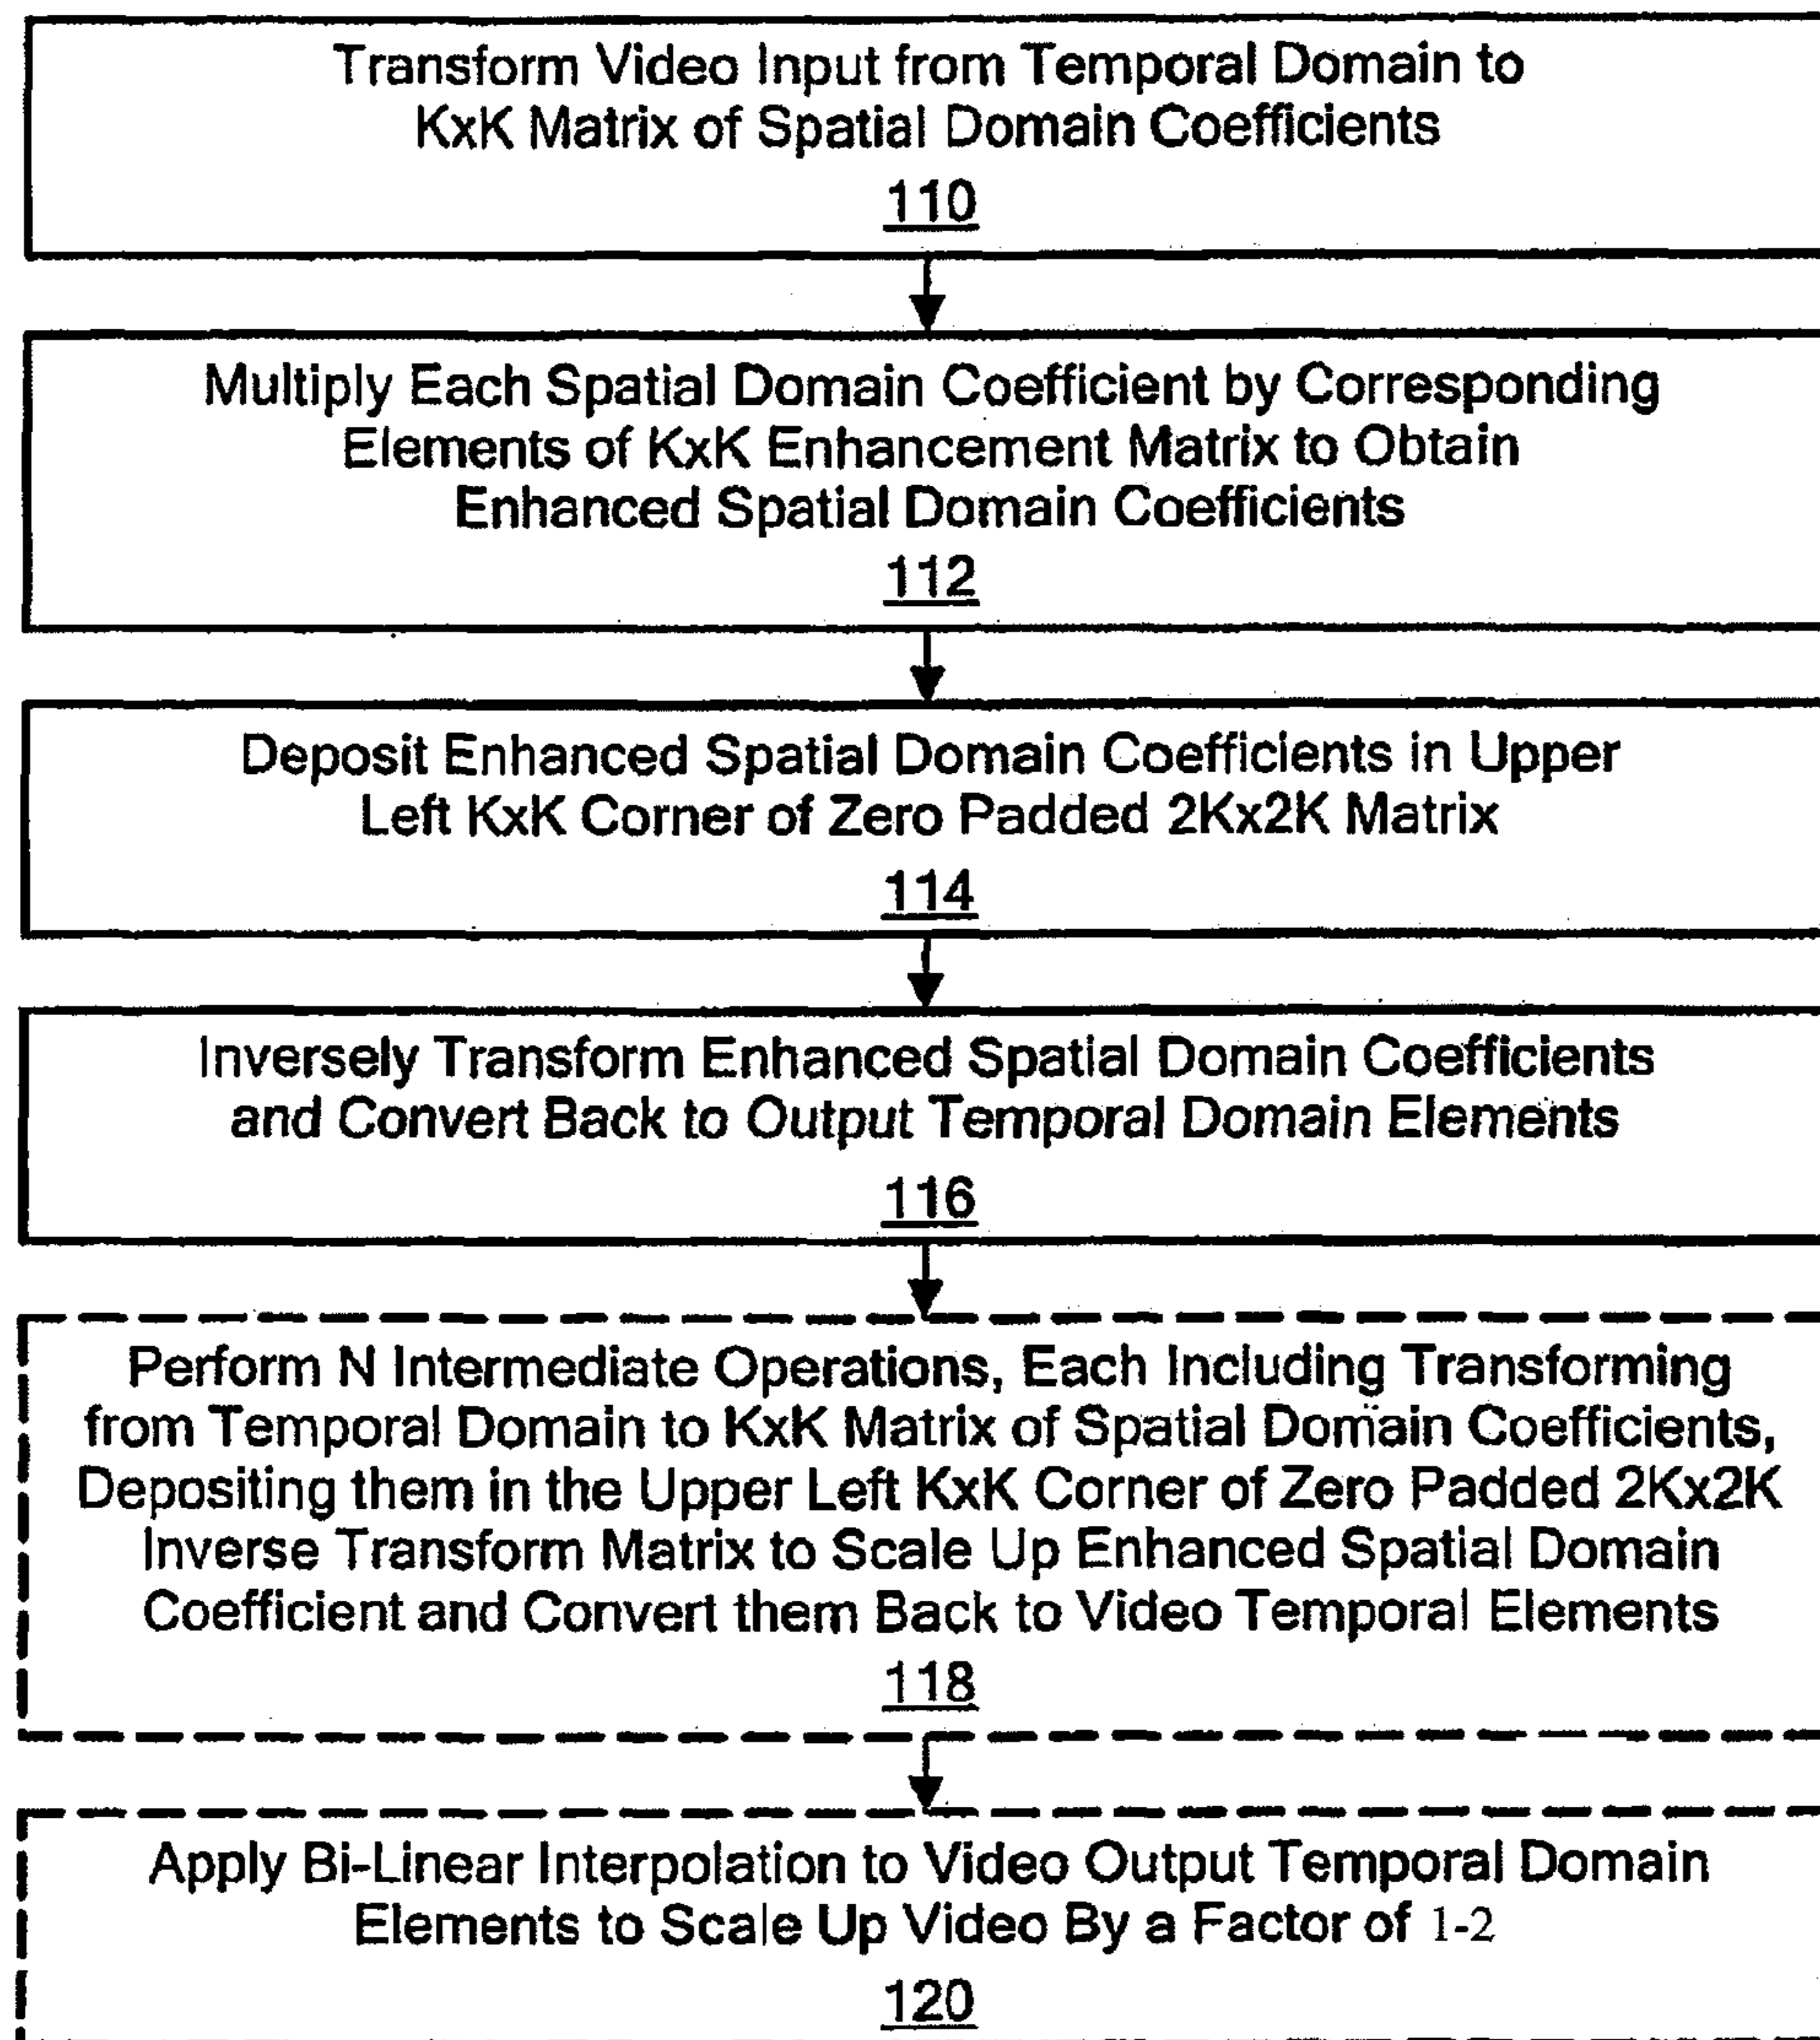 Transform Video Input from Temporal Domain to
KxK Matrix of Spatial Domain Coefficients
110
Multiply Each Spatial Domain Coefficient by Corresponding
Elements of KxK Enhancement Matrix to Obtain
Enhanced Spatial Domain Coefficients
112
Deposit Enhanced Spatial Domain Coefficients in Upper
Left KxK Corner of Zero Padded 2Kx2K Matrix
114
Inversely Transform Enhanced Spatial Domain Coefficients
and Convert Back to Output Temporal Domain Elements
116
Perform N Intermediate Operations, Each Including Transforming
from Temporal Domain to KxK Matrix of Spatial Domain Coefficients,
Depositing them in the Upper Left KxK Corner of Zero Padded 2Kx2K
Inverse Transform Matrix to Scale Up Enhanced Spatial Domain
Coefficient and Convert them Back to Video Temporal Elements
118
Apply Bi-Linear Interpolation to Video Output Temporal Domain
Elements to Scale Up Video By a Factor of 1-2
120